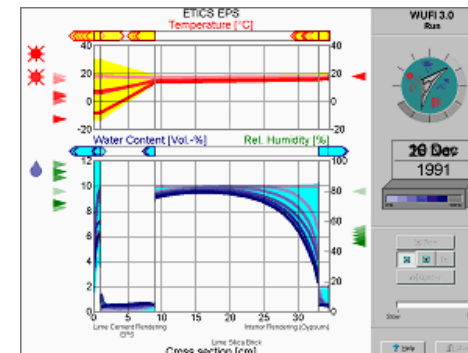 ETICS EPS
WUFI 3.0
Run
Temperature [°C]
40 40
20 20
0 0
-20 -20
Water Content [Vol.-%] Rel. Humidity [%]
12 100
10 80
8
6 60
4 40
2 20
0 0
0 5 10 15 20 25 30
Lime Cement Rendering Interior Rendering (Gypsum)
EPS
Lime Silica Brick
Cross section [cm]
Dec
1991
Help